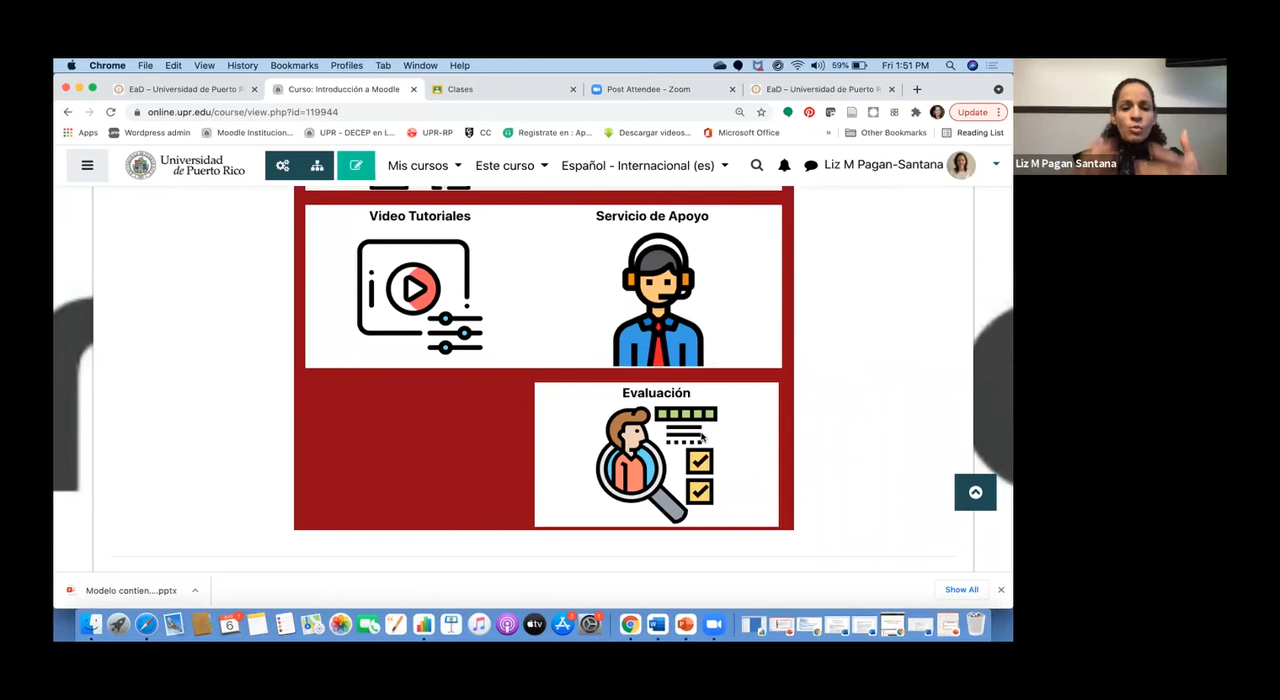 Chrome File Edit View History Bookmarks Profiles Tab Window Help 59% Fri 1:51 PM
EaD – Universidad de Puerto R Curso: Introducción a Moodle Clases Post Attendee - Zoom EaD – Universidad de Puerto R
online.upr.edu/course/view.php?id=119944 Update
Apps Wordpress admin Moodle Institucion... UPR - DECEP en L... UPR-RP CC Registrate en : Ap... Descargar videos... Microsoft Office » Other Bookmarks Reading List
Universidad
de Puerto Rico
Mis cursos Este curso Español - Internacional (es) Liz M Pagan-Santana
Liz M Pagan Santana
Video Tutoriales Servicio de Apoyo
Evaluación
Modelo contien....pptx Show All
6
tv